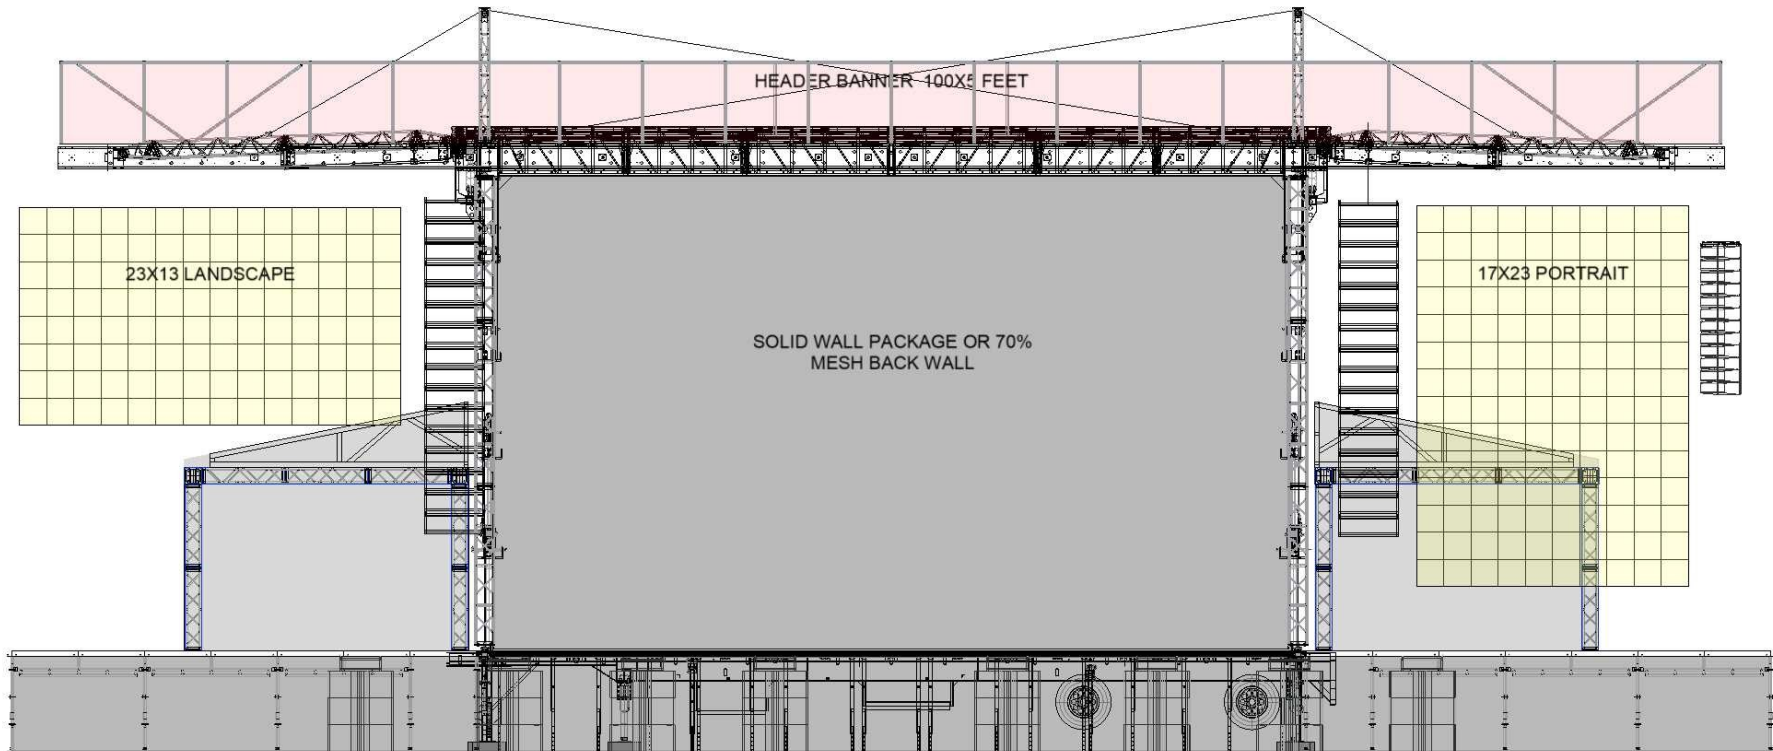 HEADER BANNER 100X5 FEET
23X13 LANDSCAPE
17X23 PORTRAIT
SOLID WALL PACKAGE OR 70%
MESH BACK WALL